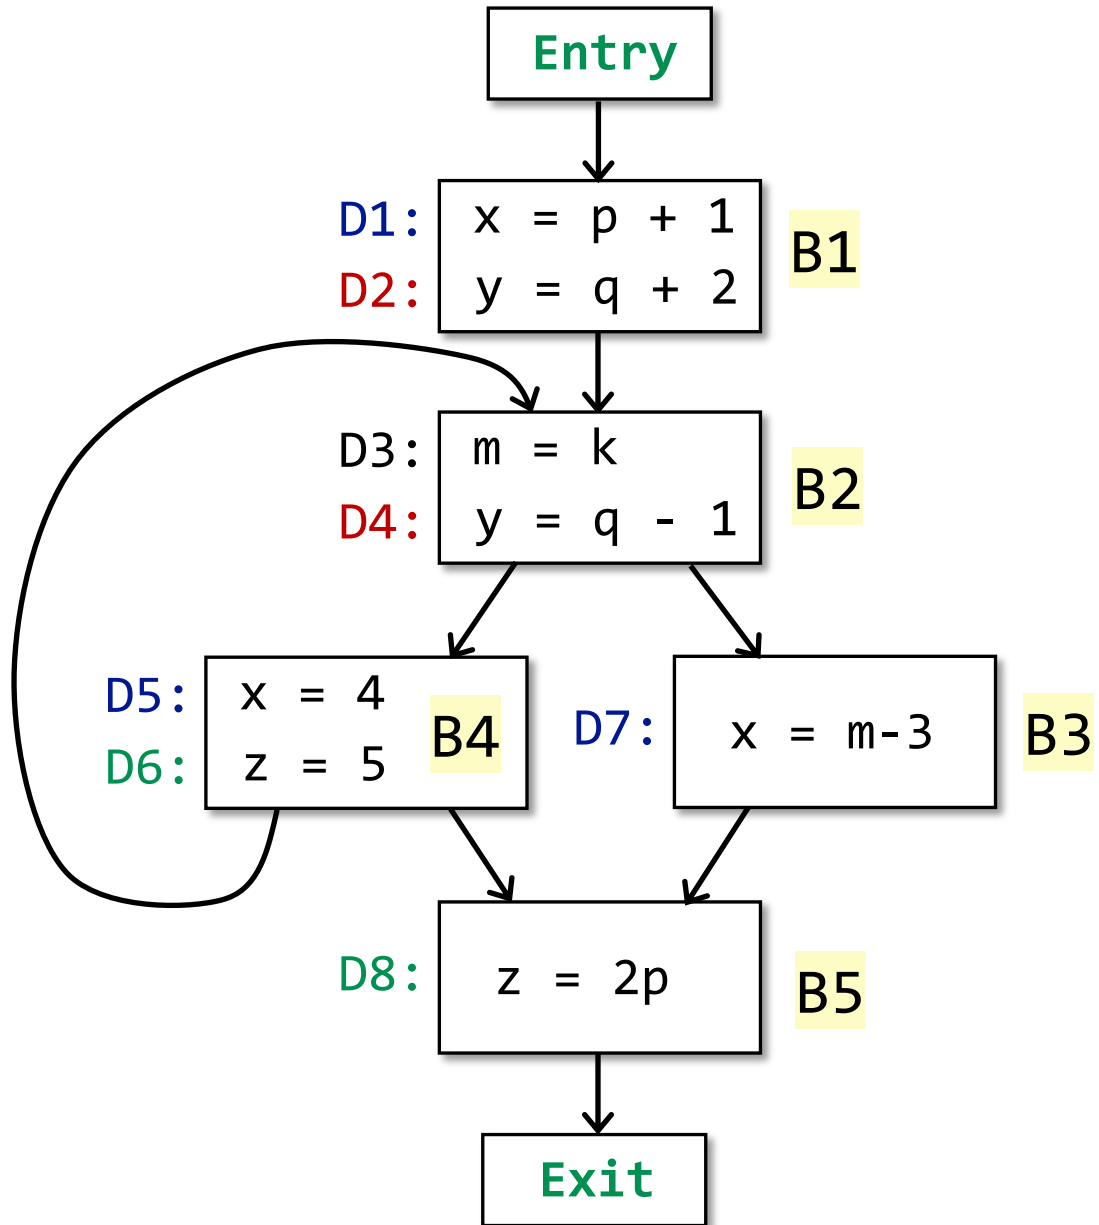 Entry
D1: x = p + 1 B1
D2: y = q + 2
D3: m = k B2
D4: y = q - 1
D5: x = 4 B4
D6: z = 5
D7: x = m-3 B3
D8: z = 2p B5
Exit